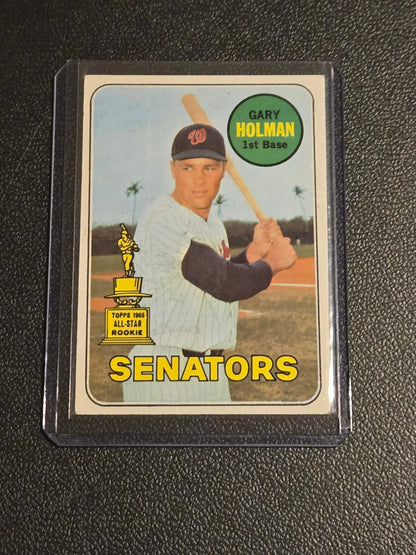 GARY
HOLMAN
1st Base
W
TOPPS 1968
ALL-STAR
ROOKIE
SENATORS